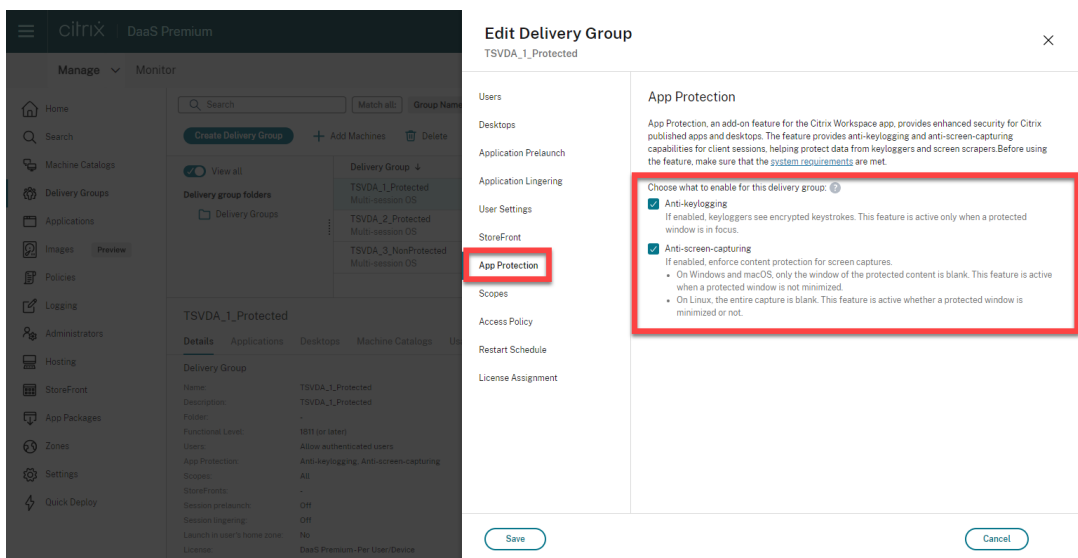 citrix DaaS Premium
Manage Monitor
Home
Search
Machine Catalogs
Delivery Groups
Applications
Images Preview
Policies
Logging
Administrators
Hosting
StoreFront
App Packages
Zones
Settings
Quick Deploy
Search Match all: Group Name
Create Delivery Group Add Machines Delete
View all
Delivery group folders
Delivery Groups
Delivery Group ↓
TSVDA_1_Protected
Multi-session OS
TSVDA_2_Protected
Multi-session OS
TSVDA_3_NonProtected
Multi-session OS
TSVDA_1_Protected
Details Applications Desktops Machine Catalogs Us
Delivery Group
Name: TSVDA_1_Protected
Description: TSVDA_1_Protected
Folder: -
Functional Level: 1811 (or later)
Users: Allow authenticated users
App Protection: Anti-keylogging; Anti-screen-capturing
Scopes: All
StoreFronts: -
Session prelaunch: Off
Session lingering: Off
Launch in user's home zone: No
License: DaaS Premium - Per User/Device
Edit Delivery Group
TSVDA_1_Protected
Users
Desktops
Application Prelaunch
Application Lingering
User Settings
StoreFront
App Protection
Scopes
Access Policy
Restart Schedule
License Assignment
App Protection
App Protection, an add-on feature for the Citrix Workspace app, provides enhanced security for Citrix
published apps and desktops. The feature provides anti-keylogging and anti-screen-capturing
capabilities for client sessions, helping protect data from keyloggers and screen scrapers.Before using
the feature, make sure that the system requirements are met.
Choose what to enable for this delivery group: ?
Anti-keylogging
If enabled, keyloggers see encrypted keystrokes. This feature is active only when a protected
window is in focus.
Anti-screen-capturing
If enabled, enforce content protection for screen captures.
• On Windows and macOS, only the window of the protected content is blank. This feature is active
when a protected window is not minimized.
• On Linux, the entire capture is blank. This feature is active whether a protected window is
minimized or not.
Save Cancel